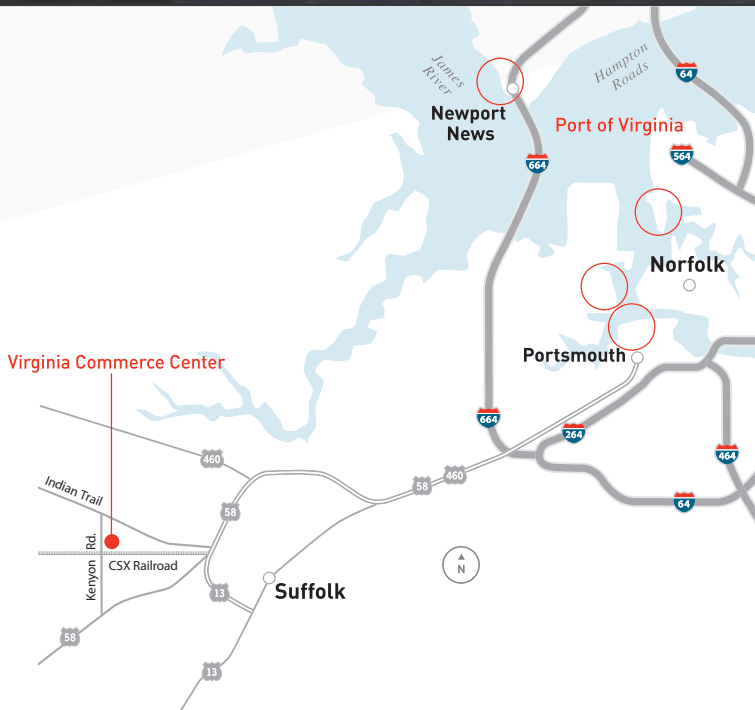 James
River
Hampton
Roads
64
Newport
News
Port of Virginia
564
664
Norfolk
Portsmouth
Virginia Commerce Center
664
264
464
460
58
460
64
Indian Trail
58
Kenyon Rd.
CSX Railroad
N
13
Suffolk
58
13